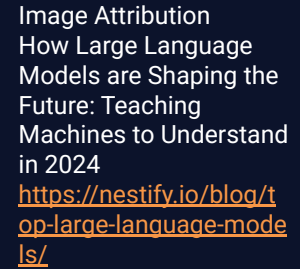 Image Attribution
How Large Language
Models are Shaping the
Future: Teaching
Machines to Understand
in 2024
https://nestify.io/blog/t
op-large-language-mode
ls/